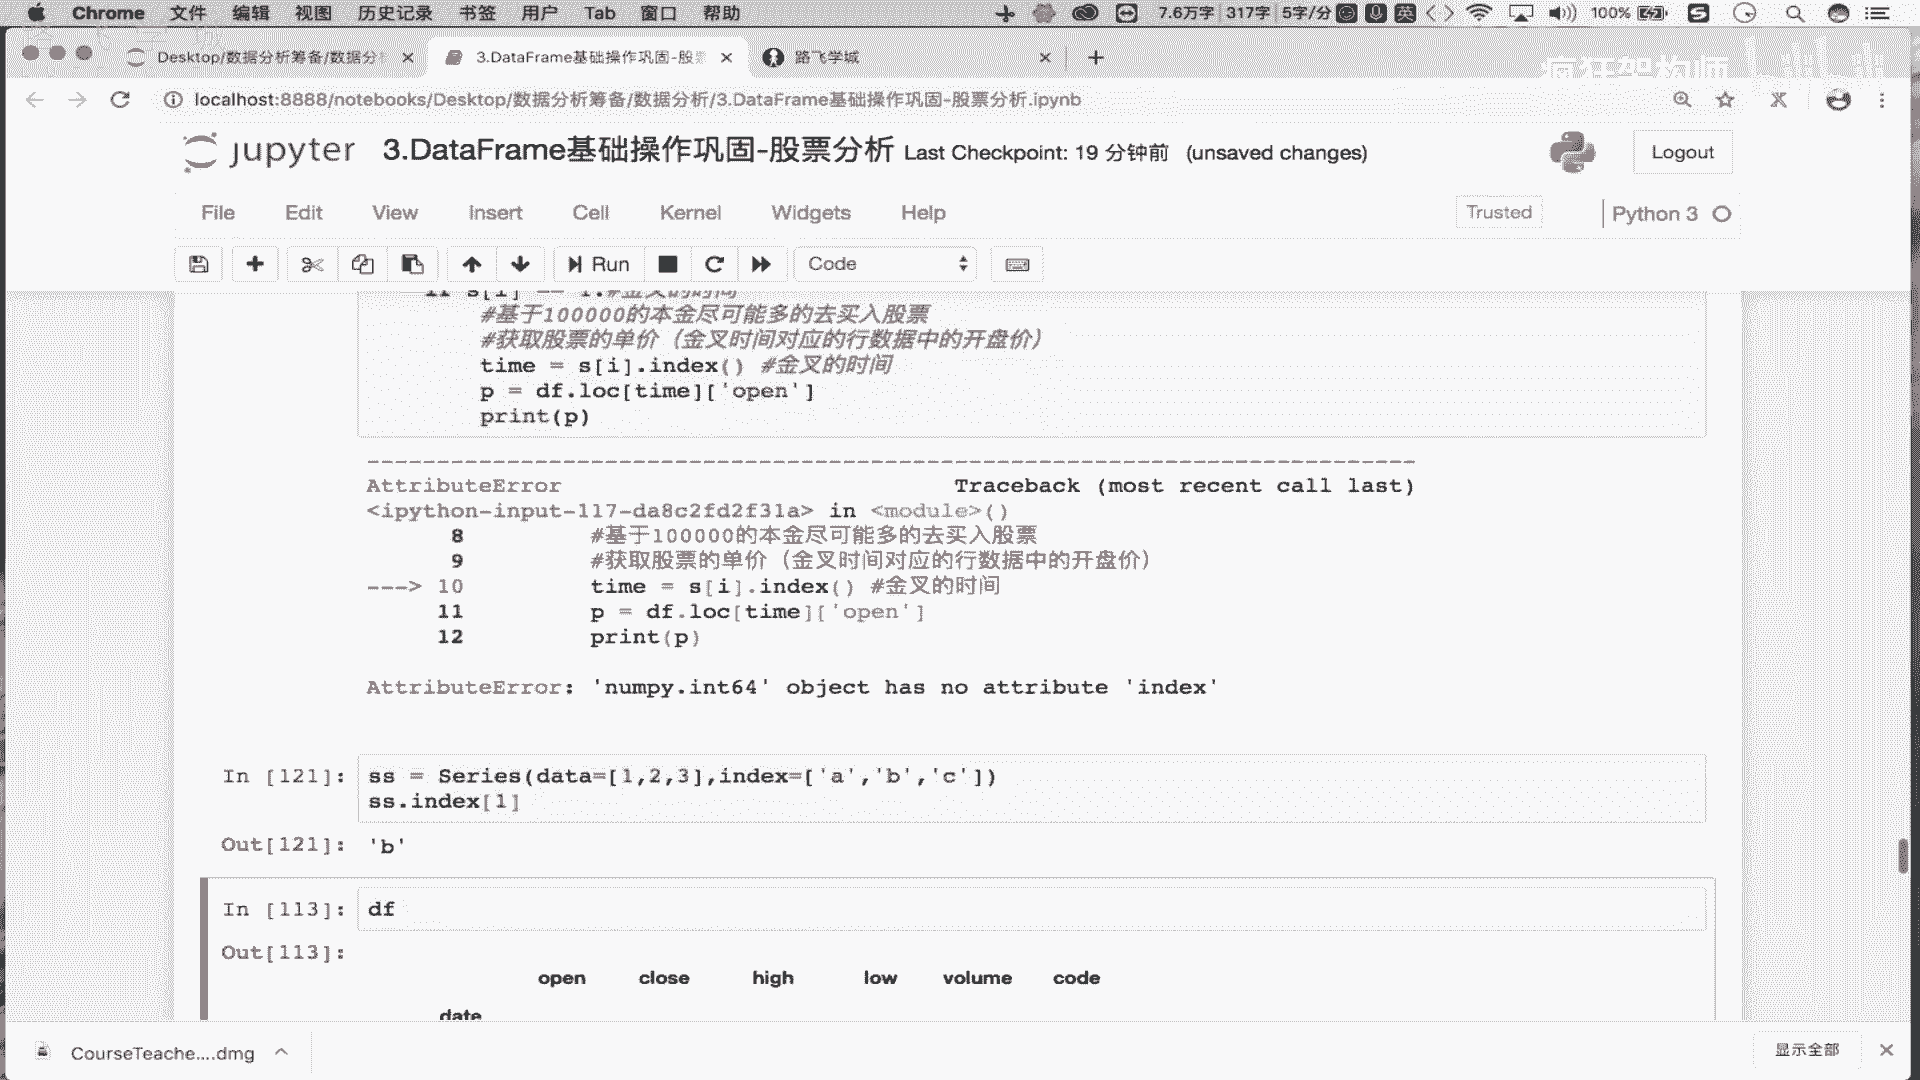 Chrome 文件 编辑 视图 历史记录 书签 用户 Tab 窗口 帮助 7.6万字 317字 5字/分 英 100%
Desktop/数据分析筹备/数据分 3.DataFrame基础操作巩固-股 路飞学城
疯狂架构师 bilibili
localhost:8888/notebooks/Desktop/数据分析筹备/数据分析/3.DataFrame基础操作巩固-股票分析.ipynb
jupyter 3.DataFrame基础操作巩固-股票分析 Last Checkpoint: 19 分钟前 (unsaved changes) Logout
File Edit View Insert Cell Kernel Widgets Help Trusted Python 3
Run Code
#基于100000的本金尽可能多的去买入股票
#获取股票的单价（金叉时间对应的行数据中的开盘价）
time = s[i].index() #金叉的时间
p = df.loc[time]['open']
print(p)
AttributeError Traceback (most recent call last)
<ipython-input-117-da8c2fd2f31a> in <module>()
8 #基于100000的本金尽可能多的去买入股票
9 #获取股票的单价（金叉时间对应的行数据中的开盘价）
---> 10 time = s[i].index() #金叉的时间
11 p = df.loc[time]['open']
12 print(p)
AttributeError: 'numpy.int64' object has no attribute 'index'
In [121]: ss = Series(data=[1,2,3],index=['a','b','c'])
ss.index[1]
Out[121]: 'b'
In [113]: df
Out[113]:
open close high low volume code
date
CourseTeache....dmg 显示全部